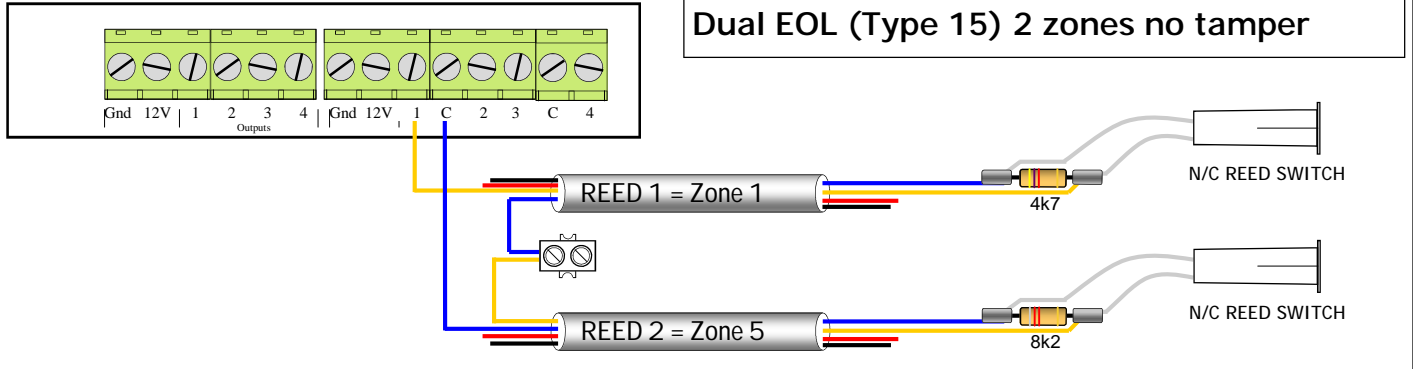 Dual EOL (Type 15) 2 zones no tamper
Gnd 12V 1 2 3 4 Gnd 12V 1 C 2 3 C 4
Outputs
REED 1 = Zone 1
4k7
N/C REED SWITCH
REED 2 = Zone 5
8k2
N/C REED SWITCH